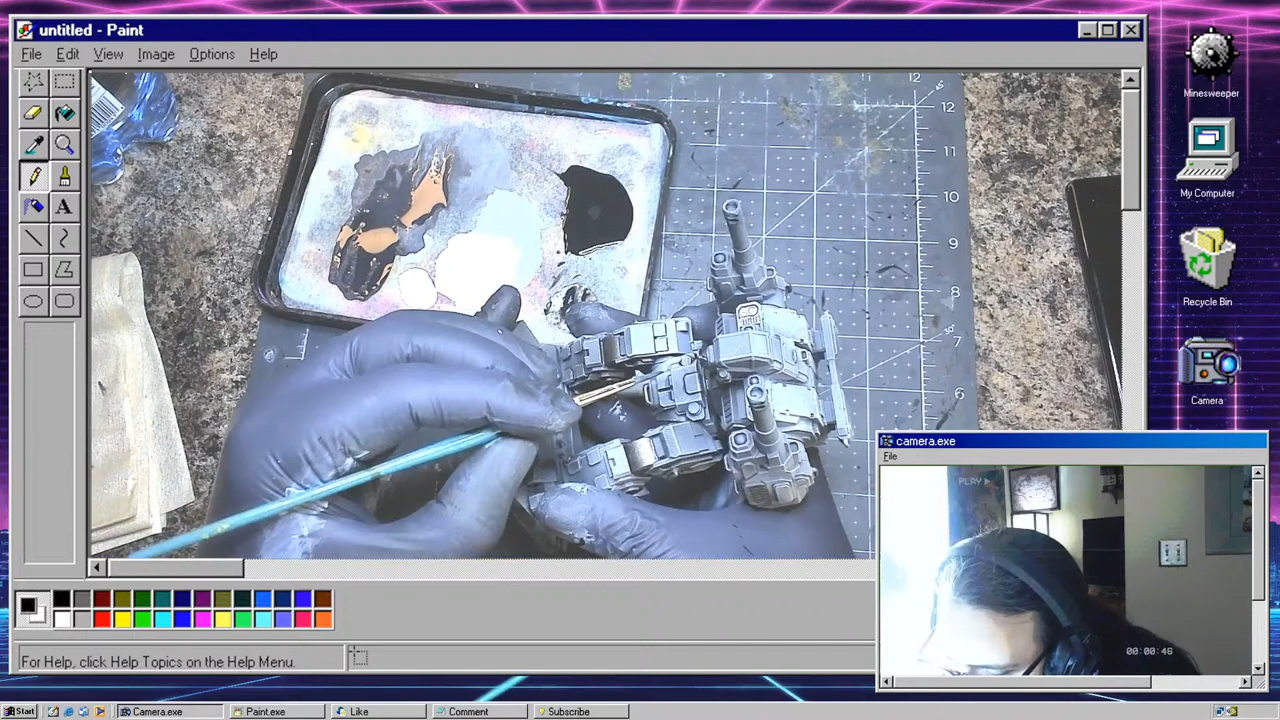 untitled - Paint
File Edit View Image Options Help
12
11
12
11
10
9
8
7
6
Minesweeper
My Computer
Recycle Bin
Camera
camera.exe
File
PLAY
00:00:46
For Help, click Help Topics on the Help Menu.
Start
Camera.exe
Paint.exe
Like
Comment
Subscribe